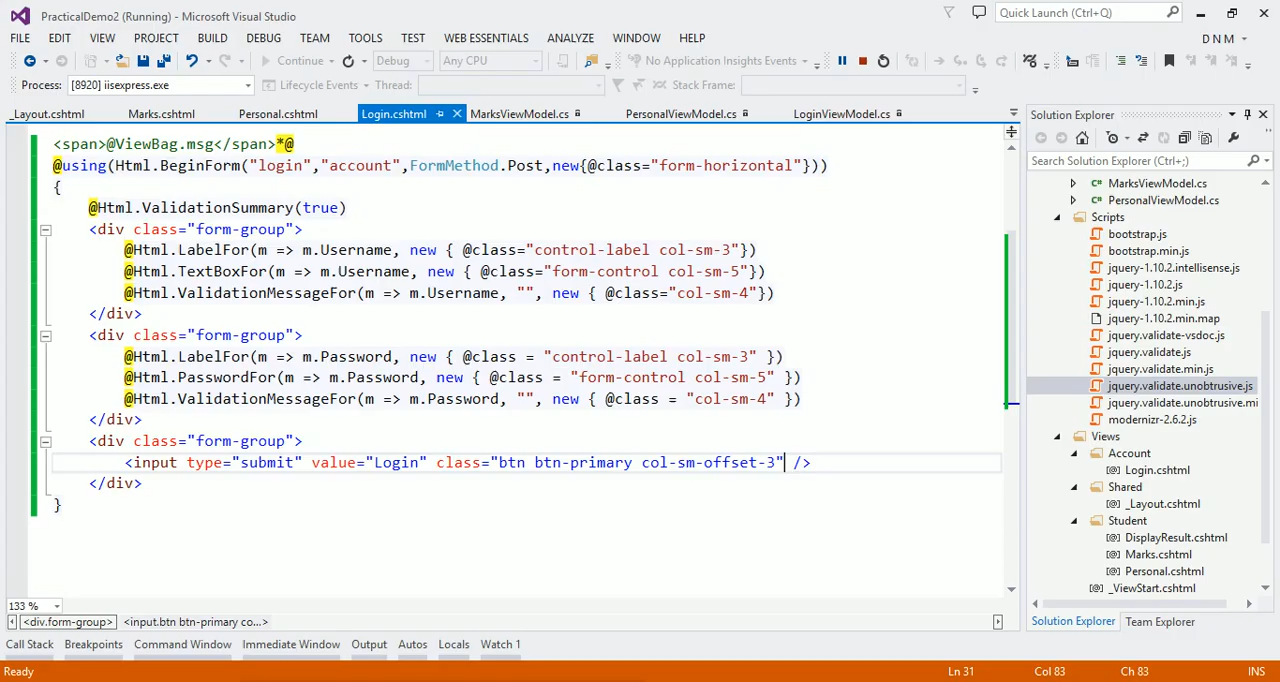 PracticalDemo2 (Running) - Microsoft Visual Studio
Quick Launch (Ctrl+Q)
FILE EDIT VIEW PROJECT BUILD DEBUG TEAM TOOLS TEST WEB ESSENTIALS ANALYZE WINDOW HELP
D N M
Continue Debug Any CPU No Application Insights Events
Process: [8920] iisexpress.exe Lifecycle Events Thread: Stack Frame:
_Layout.cshtml Marks.cshtml Personal.cshtml Login.cshtml MarksViewModel.cs PersonalViewModel.cs LoginViewModel.cs
<span>@ViewBag.msg</span>*@
@using(Html.BeginForm("login","account",FormMethod.Post,new{@class="form-horizontal"}))
{
@Html.ValidationSummary(true)
<div class="form-group">
@Html.LabelFor(m => m.Username, new { @class="control-label col-sm-3"})
@Html.TextBoxFor(m => m.Username, new { @class="form-control col-sm-5"})
@Html.ValidationMessageFor(m => m.Username, "", new { @class="col-sm-4"})
</div>
<div class="form-group">
@Html.LabelFor(m => m.Password, new { @class = "control-label col-sm-3" })
@Html.PasswordFor(m => m.Password, new { @class = "form-control col-sm-5" })
@Html.ValidationMessageFor(m => m.Password, "", new { @class = "col-sm-4" })
</div>
<div class="form-group">
<input type="submit" value="Login" class="btn btn-primary col-sm-offset-3" />
</div>
}
133 %
<div.form-group> <input.btn btn-primary co...>
Solution Explorer
Search Solution Explorer (Ctrl+;)
MarksViewModel.cs
PersonalViewModel.cs
Scripts
bootstrap.js
bootstrap.min.js
jquery-1.10.2.intellisense.js
jquery-1.10.2.js
jquery-1.10.2.min.js
jquery-1.10.2.min.map
jquery.validate-vsdoc.js
jquery.validate.js
jquery.validate.min.js
jquery.validate.unobtrusive.js
jquery.validate.unobtrusive.mi
modernizr-2.6.2.js
Views
Account
Login.cshtml
Shared
_Layout.cshtml
Student
DisplayResult.cshtml
Marks.cshtml
Personal.cshtml
_ViewStart.cshtml
Solution Explorer Team Explorer
Call Stack Breakpoints Command Window Immediate Window Output Autos Locals Watch 1
Ready Ln 31 Col 83 Ch 83 INS